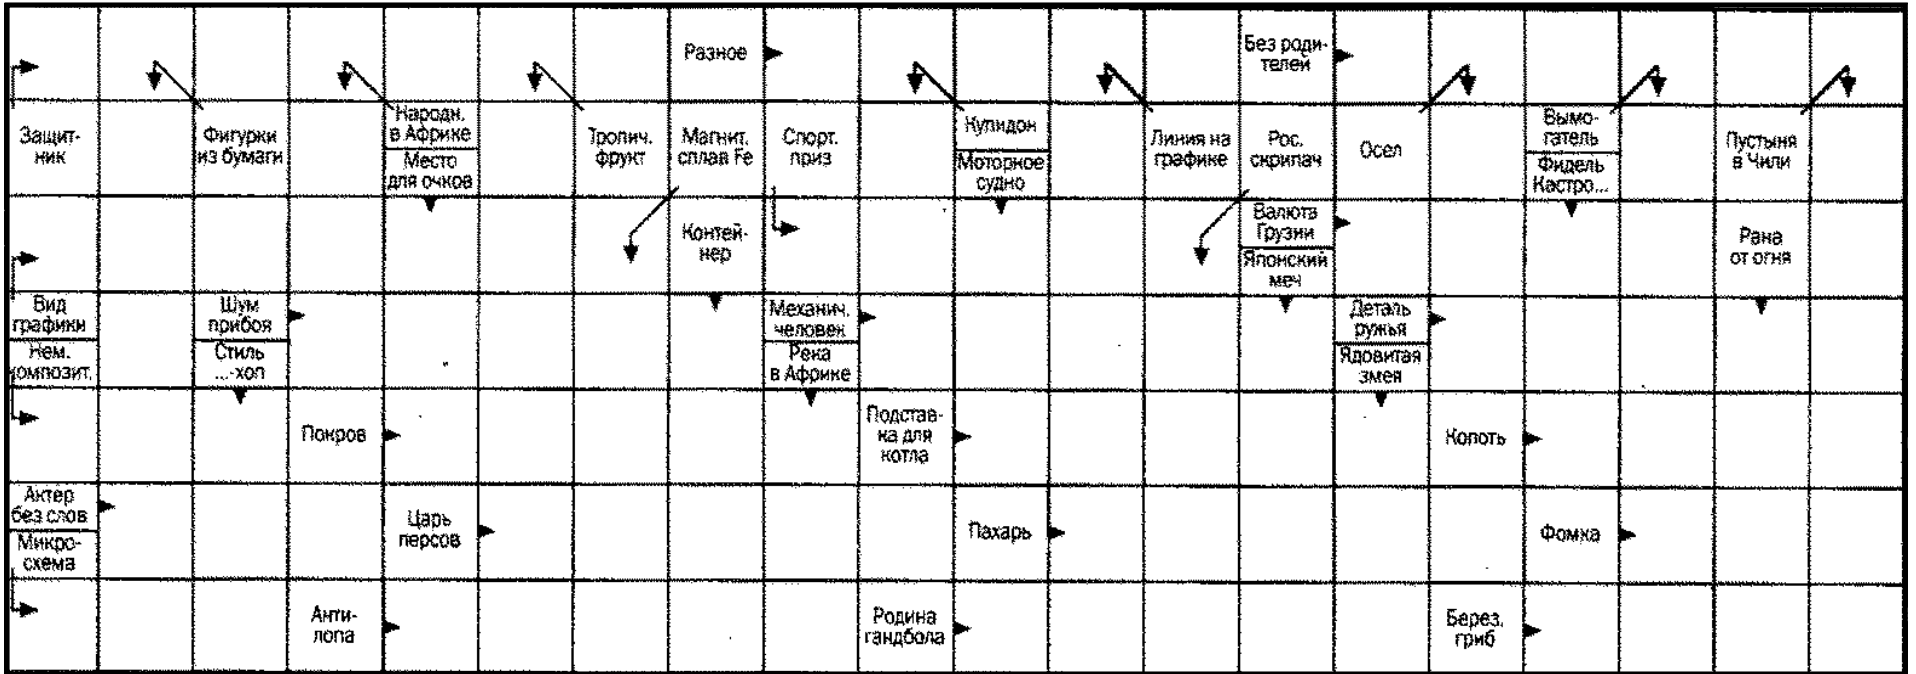 Разное
Без роди-
телей
Защит-
ник
Фигурки
из бумаги
Народн.
в Африке
Место
для очков
Тропич.
фрукт
Магнит.
сплав Fe
Спорт.
приз
Купидон
Моторное
судно
Линия на
графике
Рос.
скрипач
Осел
Вымо-
гатель
Фидель
Кастро...
Пустыня
в Чили
Контей-
нер
Валюта
Грузии
Японский
меч
Рана
от огня
Вид
графики
Нем.
композит.
Шум
прибоя
Стиль
...-хоп
Механич.
человек
Река
в Африке
Деталь
ружья
Ядовитая
змея
Покров
Подстав-
ка для
котла
Копоть
Актер
без слов
Микро-
схема
Царь
персов
Пахарь
Фомка
Анти-
лопа
Родина
гандбола
Берез.
гриб